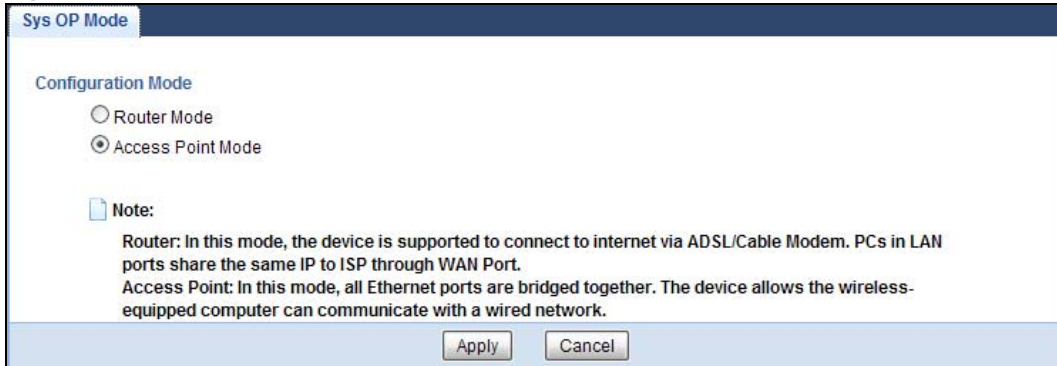 Sys OP Mode
Configuration Mode
Router Mode
Access Point Mode
Note:
Router: In this mode, the device is supported to connect to internet via ADSL/Cable Modem. PCs in LAN
ports share the same IP to ISP through WAN Port.
Access Point: In this mode, all Ethernet ports are bridged together. The device allows the wireless-
equipped computer can communicate with a wired network.
Apply Cancel